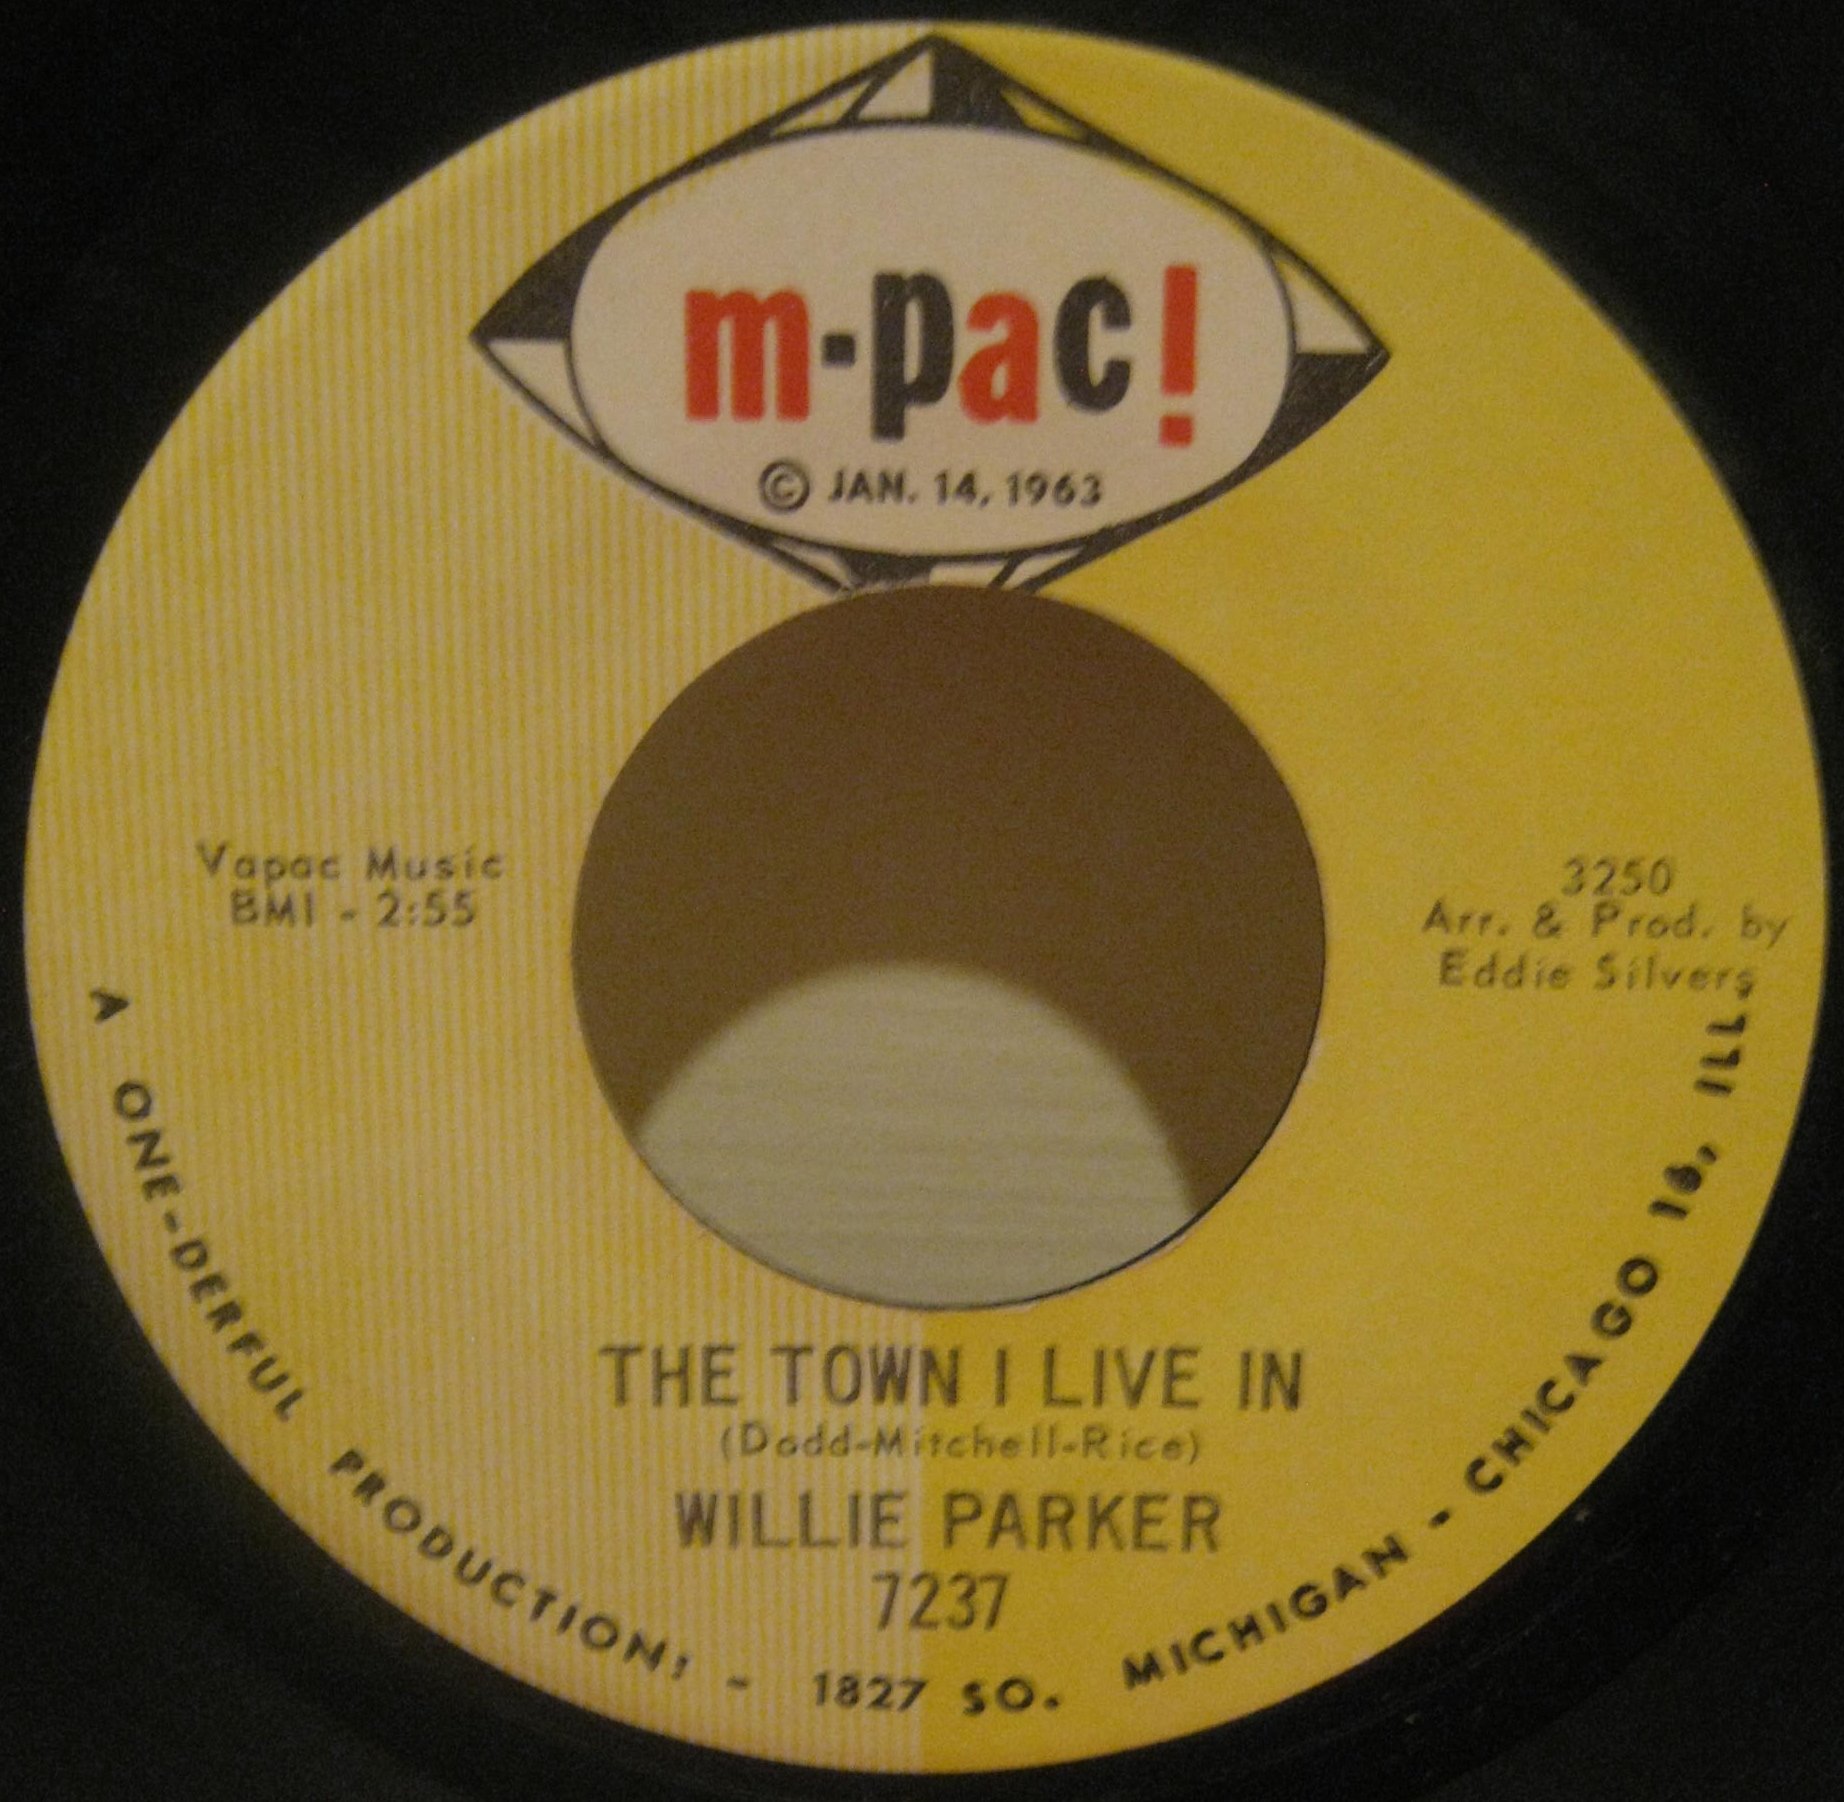 m-pac!
© JAN. 14, 1963
Vapac Music
BMI - 2:55
3250
Arr. & Prod. by
Eddie Silvers
THE TOWN I LIVE IN
(Dodd-Mitchell-Rice)
WILLIE PARKER
7237
A ONE-DERFUL PRODUCTION! - 1827 SO. MICHIGAN - CHICAGO 16, ILL.